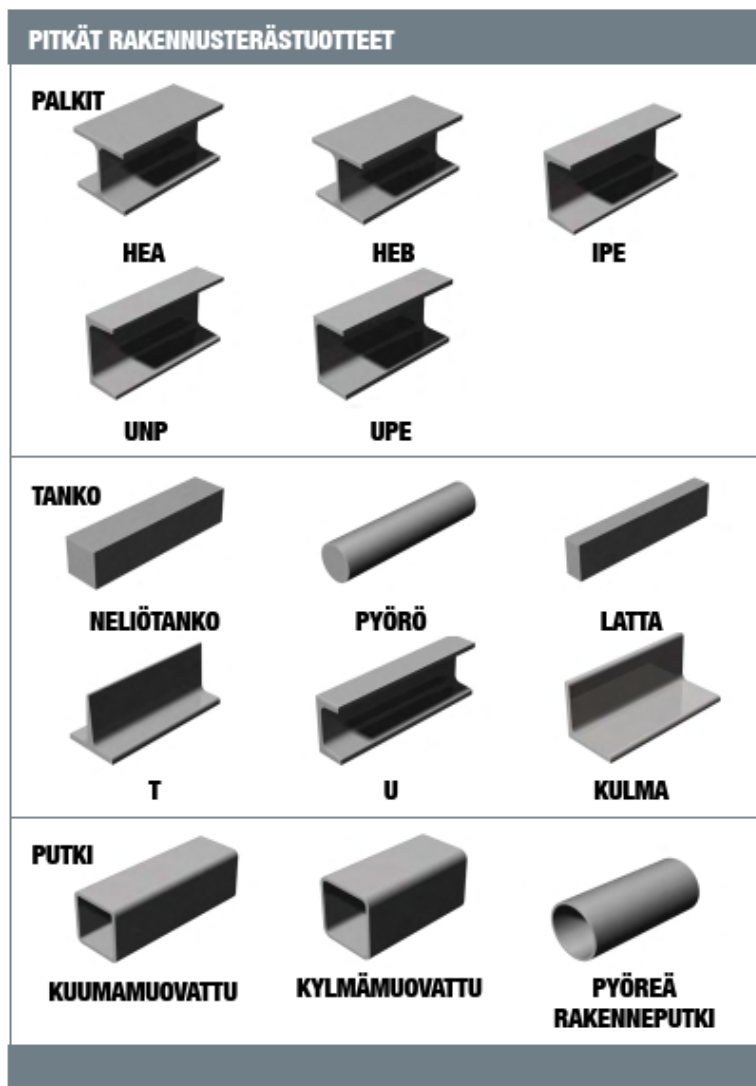 PITKÄT RAKENNUSTERÄSTUOTTEET
PALKIT
HEA
HEB
IPE
UNP
UPE
TANKO
NELIÖTANKO
PYÖRÖ
LATTA
T
U
KULMA
PUTKI
KUUMAMUOVATTU
KYLMÄMUOVATTU
PYÖREÄ
RAKENNEPUTKI